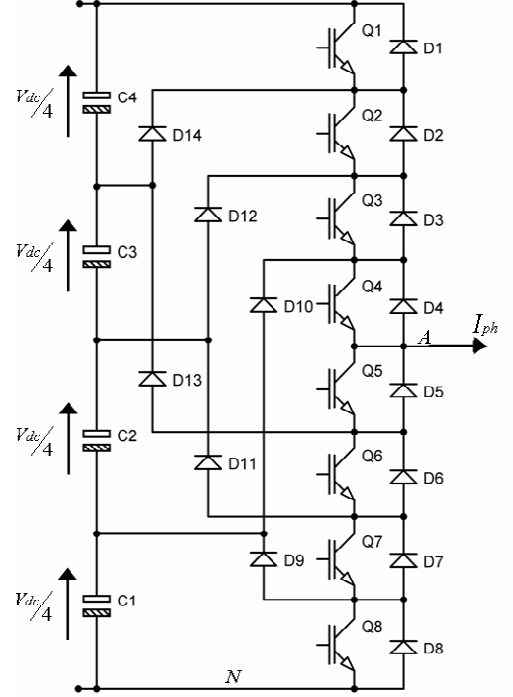 Q1
D1
Vdc/4
C4
Q2
D14
D2
Q3
D12
D3
Vdc/4
C3
Q4
D10
D4
A
Iph
D13
Q5
D5
Vdc/4
C2
Q6
D11
D6
Q7
D9
D7
Vdc/4
C1
Q8
D8
N